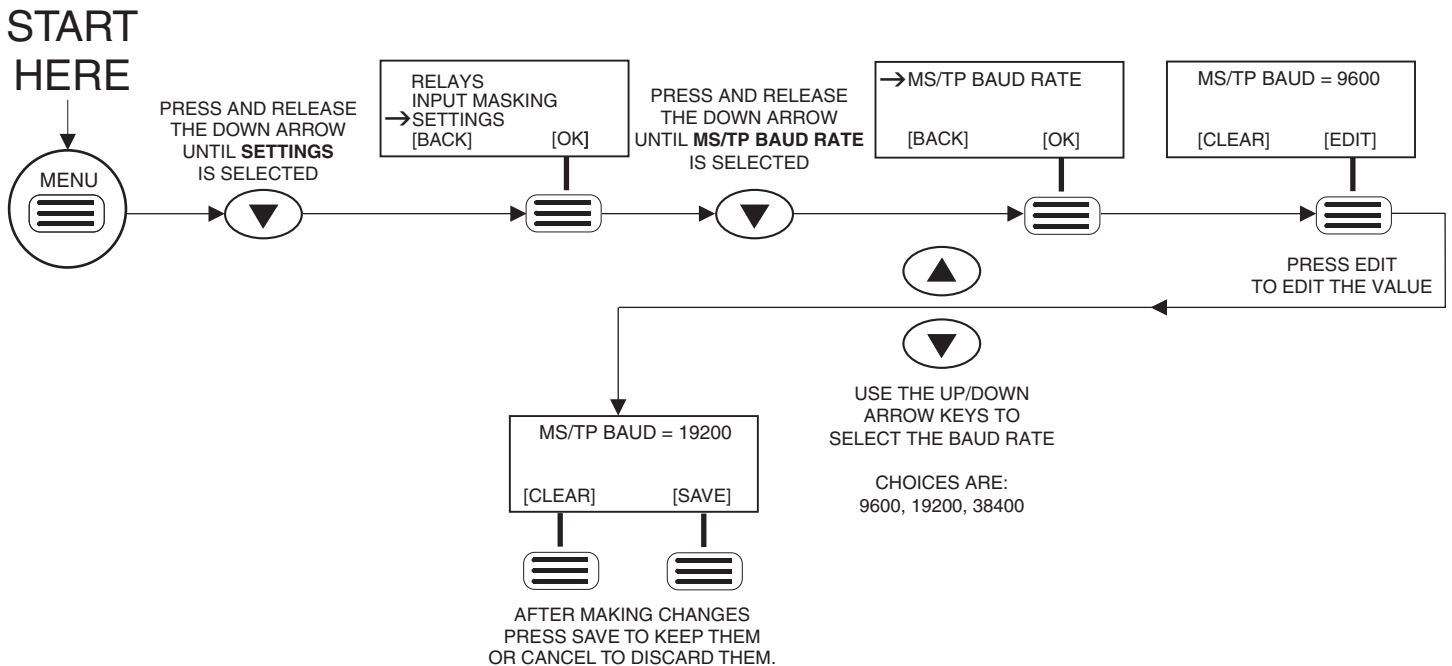 START
HERE
MENU
PRESS AND RELEASE
THE DOWN ARROW
UNTIL SETTINGS
IS SELECTED
RELAYS
INPUT MASKING
→SETTINGS
[BACK] [OK]
PRESS AND RELEASE
THE DOWN ARROW
UNTIL MS/TP BAUD RATE
IS SELECTED
→MS/TP BAUD RATE
[BACK] [OK]
MS/TP BAUD = 9600
[CLEAR] [EDIT]
PRESS EDIT
TO EDIT THE VALUE
USE THE UP/DOWN
ARROW KEYS TO
SELECT THE BAUD RATE
CHOICES ARE:
9600, 19200, 38400
MS/TP BAUD = 19200
[CLEAR] [SAVE]
AFTER MAKING CHANGES
PRESS SAVE TO KEEP THEM
OR CANCEL TO DISCARD THEM.